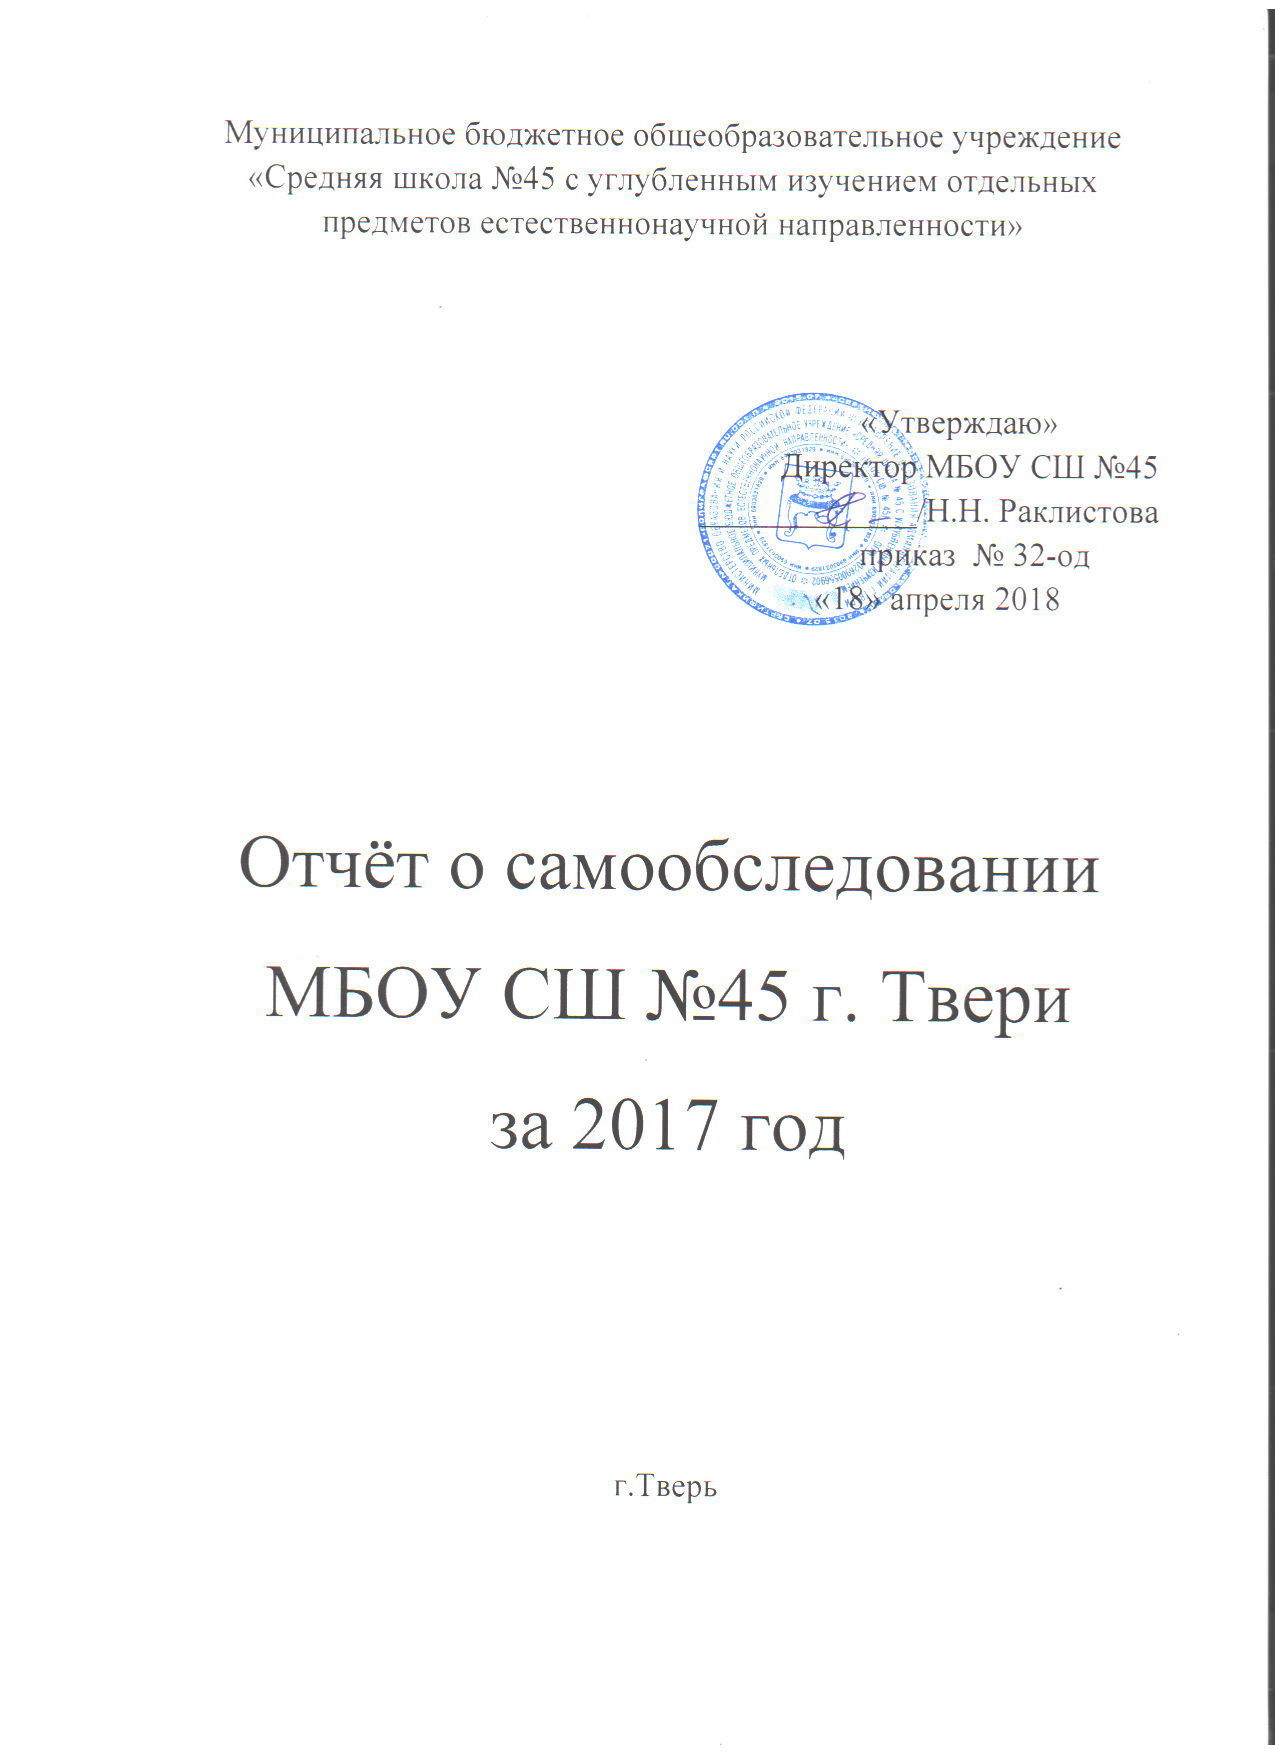 Муниципальное бюджетное общеобразовательное учреждение
«Средняя школа №45 с углубленным изучением отдельных
предметов естественнонаучной направленности»
«Утверждаю»
Директор МБОУ СШ №45
/Н.Н. Раклистова
приказ № 32-од
«18» апреля 2018
Отчёт о самообследовании
МБОУ СШ №45 г. Твери
за 2017 год
г.Тверь